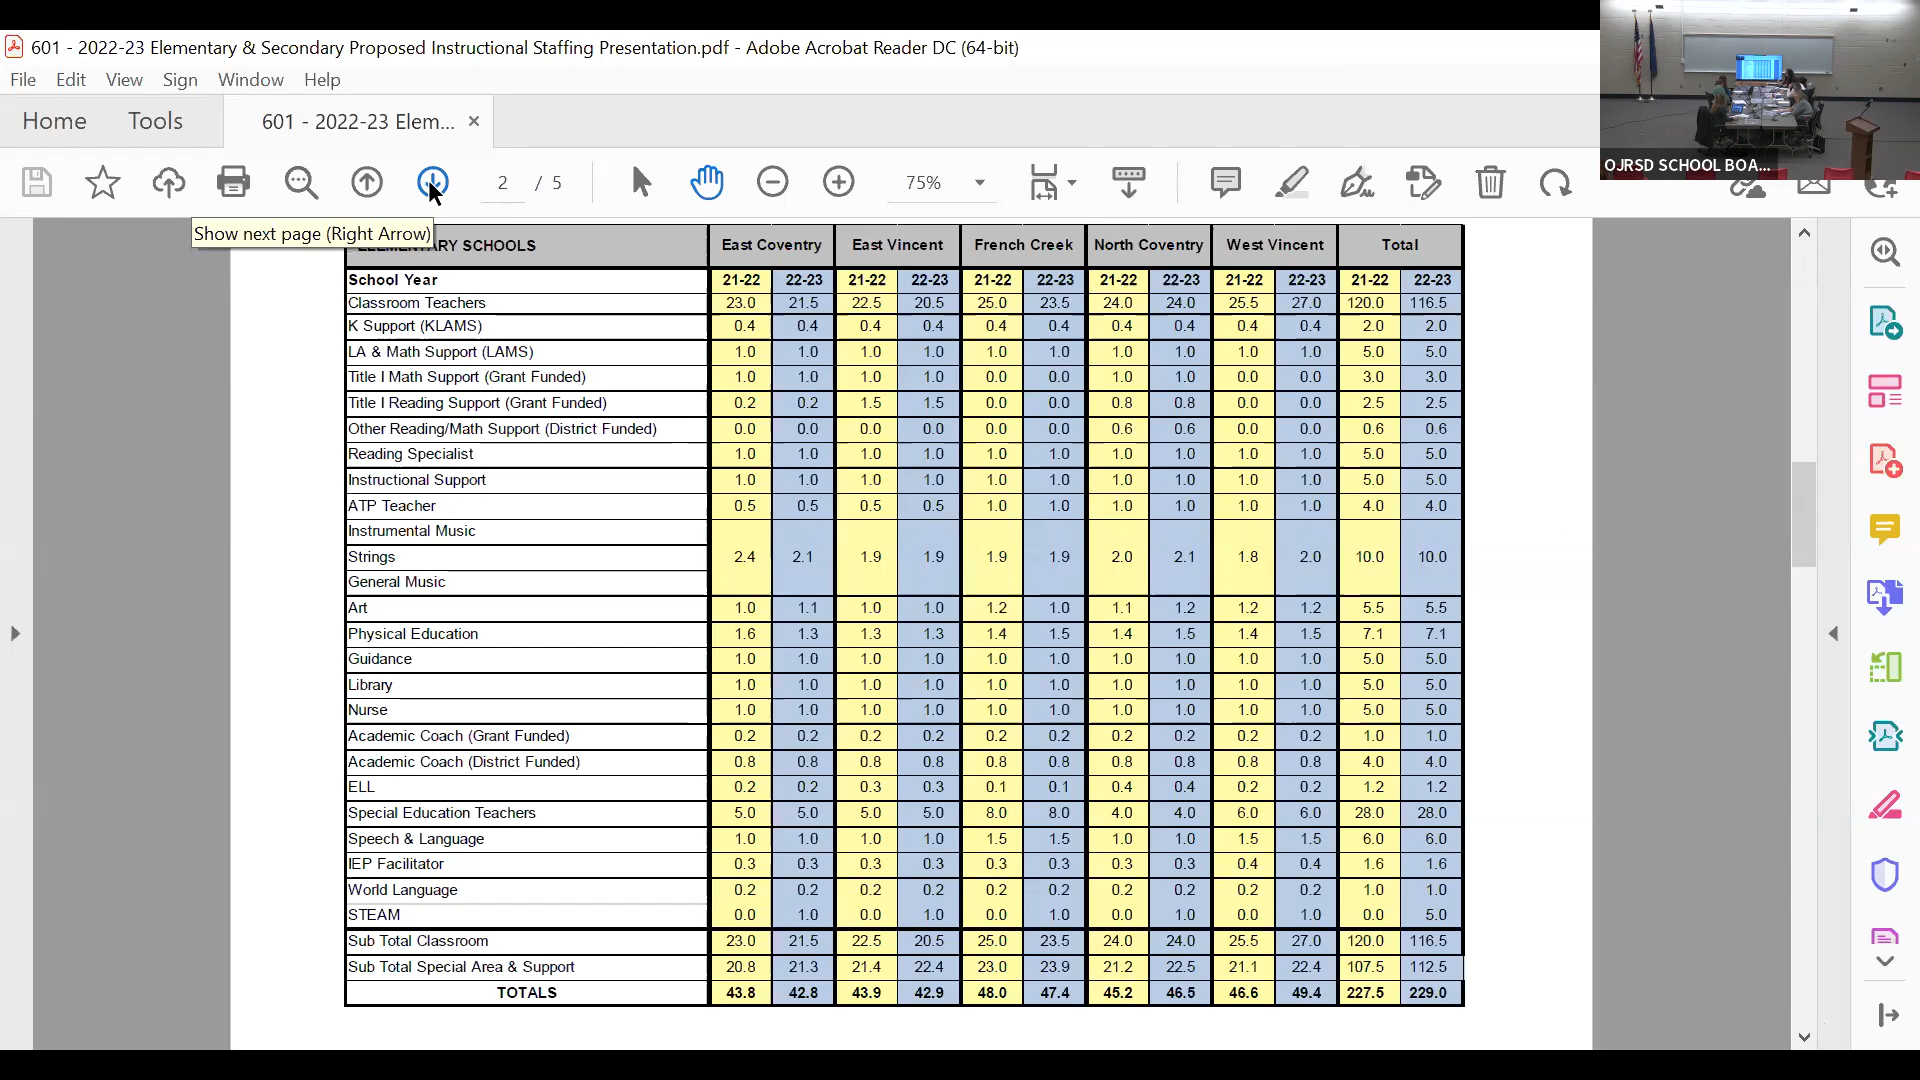 601 - 2022-23 Elementary & Secondary Proposed Instructional Staffing Presentation.pdf - Adobe Acrobat Reader DC (64-bit)
File Edit View Sign Window Help
Home Tools 601 - 2022-23 Elem... ×
2 / 5 75%
OJRSD SCHOOL BOA...
Show next page (Right Arrow)
SCHOOLS East Coventry East Vincent French Creek North Coventry West Vincent Total
School Year 21-22 22-23 21-22 22-23 21-22 22-23 21-22 22-23 21-22 22-23 21-22 22-23
Classroom Teachers 23.0 21.5 22.5 20.5 25.0 23.5 24.0 24.0 25.5 27.0 120.0 116.5
K Support (KLAMS) 0.4 0.4 0.4 0.4 0.4 0.4 0.4 0.4 0.4 0.4 2.0 2.0
LA & Math Support (LAMS) 1.0 1.0 1.0 1.0 1.0 1.0 1.0 1.0 1.0 1.0 5.0 5.0
Title I Math Support (Grant Funded) 1.0 1.0 1.0 1.0 0.0 0.0 1.0 1.0 0.0 0.0 3.0 3.0
Title I Reading Support (Grant Funded) 0.2 0.2 1.5 1.5 0.0 0.0 0.8 0.8 0.0 0.0 2.5 2.5
Other Reading/Math Support (District Funded) 0.0 0.0 0.0 0.0 0.0 0.0 0.6 0.6 0.0 0.0 0.6 0.6
Reading Specialist 1.0 1.0 1.0 1.0 1.0 1.0 1.0 1.0 1.0 1.0 5.0 5.0
Instructional Support 1.0 1.0 1.0 1.0 1.0 1.0 1.0 1.0 1.0 1.0 5.0 5.0
ATP Teacher 0.5 0.5 0.5 0.5 1.0 1.0 1.0 1.0 1.0 1.0 4.0 4.0
Instrumental Music
Strings 2.4 2.1 1.9 1.9 1.9 1.9 2.0 2.1 1.8 2.0 10.0 10.0
General Music
Art 1.0 1.1 1.0 1.0 1.2 1.0 1.1 1.2 1.2 1.2 5.5 5.5
Physical Education 1.6 1.3 1.3 1.3 1.4 1.5 1.4 1.5 1.4 1.5 7.1 7.1
Guidance 1.0 1.0 1.0 1.0 1.0 1.0 1.0 1.0 1.0 1.0 5.0 5.0
Library 1.0 1.0 1.0 1.0 1.0 1.0 1.0 1.0 1.0 1.0 5.0 5.0
Nurse 1.0 1.0 1.0 1.0 1.0 1.0 1.0 1.0 1.0 1.0 5.0 5.0
Academic Coach (Grant Funded) 0.2 0.2 0.2 0.2 0.2 0.2 0.2 0.2 0.2 0.2 1.0 1.0
Academic Coach (District Funded) 0.8 0.8 0.8 0.8 0.8 0.8 0.8 0.8 0.8 0.8 4.0 4.0
ELL 0.2 0.2 0.3 0.3 0.1 0.1 0.4 0.4 0.2 0.2 1.2 1.2
Special Education Teachers 5.0 5.0 5.0 5.0 8.0 8.0 4.0 4.0 6.0 6.0 28.0 28.0
Speech & Language 1.0 1.0 1.0 1.0 1.5 1.5 1.0 1.0 1.5 1.5 6.0 6.0
IEP Facilitator 0.3 0.3 0.3 0.3 0.3 0.3 0.3 0.3 0.4 0.4 1.6 1.6
World Language 0.2 0.2 0.2 0.2 0.2 0.2 0.2 0.2 0.2 0.2 1.0 1.0
STEAM 0.0 1.0 0.0 1.0 0.0 1.0 0.0 1.0 0.0 1.0 0.0 5.0
Sub Total Classroom 23.0 21.5 22.5 20.5 25.0 23.5 24.0 24.0 25.5 27.0 120.0 116.5
Sub Total Special Area & Support 20.8 21.3 21.4 22.4 23.0 23.9 21.2 22.5 21.1 22.4 107.5 112.5
TOTALS 43.8 42.8 43.9 42.9 48.0 47.4 45.2 46.5 46.6 49.4 227.5 229.0